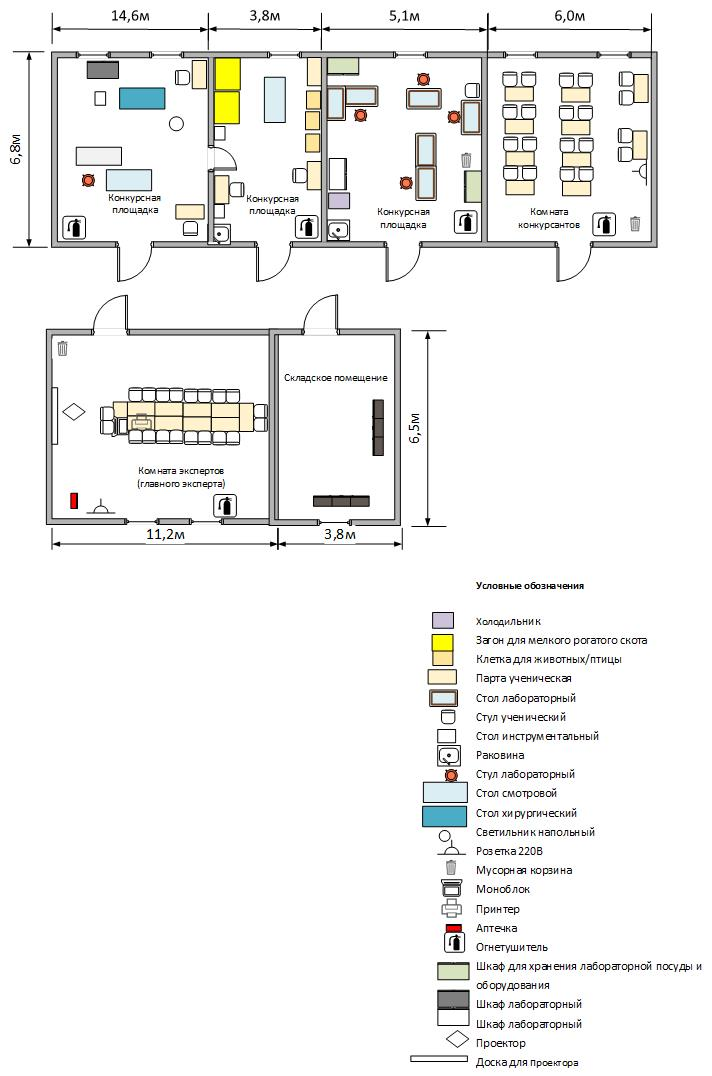 14,6м 3,8м 5,1м 6,0м
6,8м
Конкурсная
площадка
Конкурсная
площадка
Конкурсная
площадка
Комната
конкурсантов
Складское помещение
6,5м
Комната экспертов
(главного эксперта)
11,2м 3,8м
Условные обозначения
Холодильник
Загон для мелкого рогатого скота
Клетка для животных/птицы
Парта ученическая
Стол лабораторный
Стул ученический
Стол инструментальный
Раковина
Стул лабораторный
Стол смотровой
Стол хирургический
Светильник напольный
Розетка 220В
Мусорная корзина
Моноблок
Принтер
Аптечка
Огнетушитель
Шкаф для хранения лабораторной посуды и
оборудования
Шкаф лабораторный
Шкаф лабораторный
Проектор
Доска для проектора